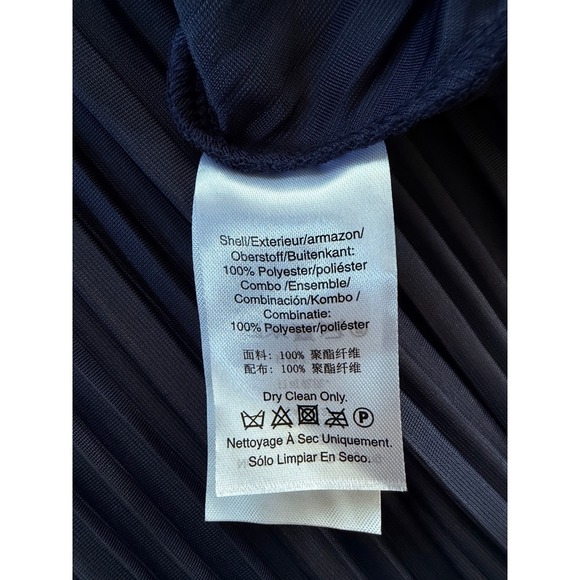 Shell/Exterieur/armazon/
Oberstoff/Buitenkant:
100% Polyester/poliéster
Combo /Ensemble/
Combinación/Kombo /
Combinatie:
100% Polyester/poliéster
面料: 100% 聚酯纤维
配布: 100% 聚酯纤维
Dry Clean Only.
P
Nettoyage À Sec Uniquement.
Sólo Limpiar En Seco.